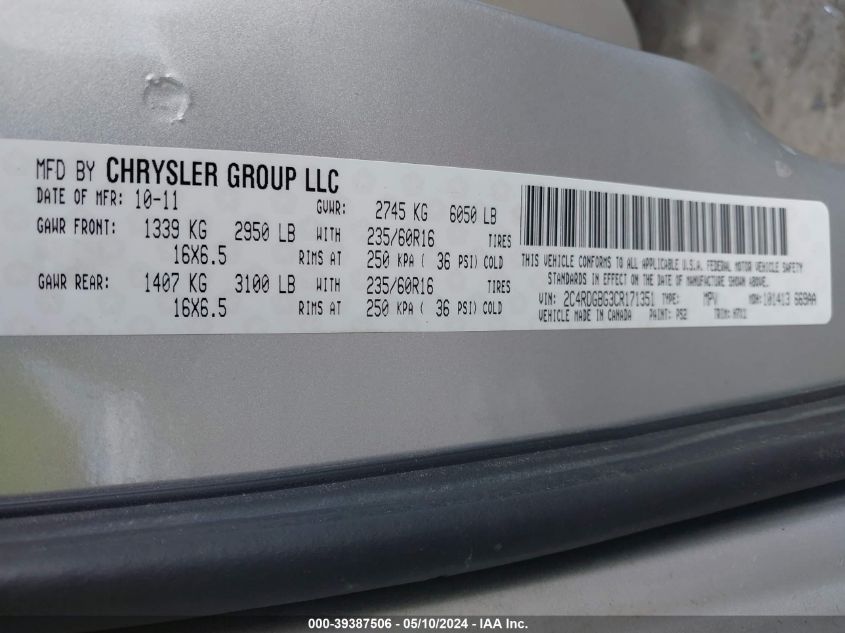 MFD BY CHRYSLER GROUP LLC
DATE OF MFR: 10-11 GVWR: 2745 KG 6050 LB
GAWR FRONT: 1339 KG 2950 LB WITH 235/60R16 TIRES
16X6.5 RIMS AT 250 KPA ( 36 PSI) COLD
GAWR REAR: 1407 KG 3100 LB WITH 235/60R16 TIRES
16X6.5 RIMS AT 250 KPA ( 36 PSI) COLD
THIS VEHICLE CONFORMS TO ALL APPLICABLE U.S.A. FEDERAL MOTOR VEHICLE SAFETY
STANDARDS IN EFFECT ON THE DATE OF MANUFACTURE SHOWN ABOVE.
VIN: 2C4RDGBG3CR171351 TYPE: MPV MDH: 101413 669AA
VEHICLE MADE IN CANADA PAINT: PS2 TRIM:
000-39387506 — 05/10/2024 — IAA Inc.